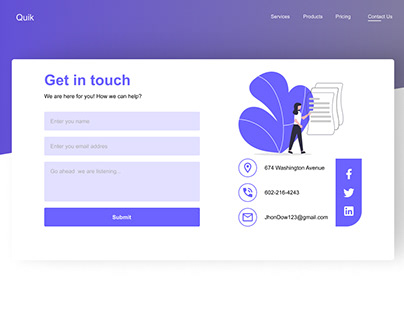 Quik
Services Products Pricing Contact Us
Get in touch
We are here for you! How we can help?
Enter you name
Enter you email addres
Go ahead we are listening...
Submit
674 Washington Avenue
602-216-4243
JhonDow123@gmail.com